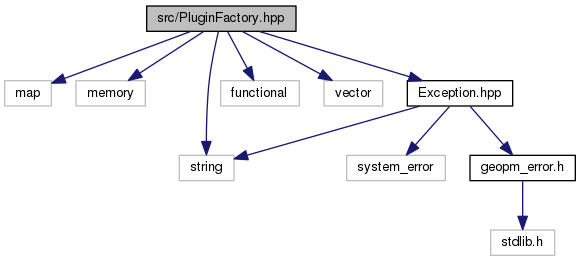 src/PluginFactory.hpp
map
memory
functional
vector
Exception.hpp
string
system_error
geopm_error.h
stdlib.h